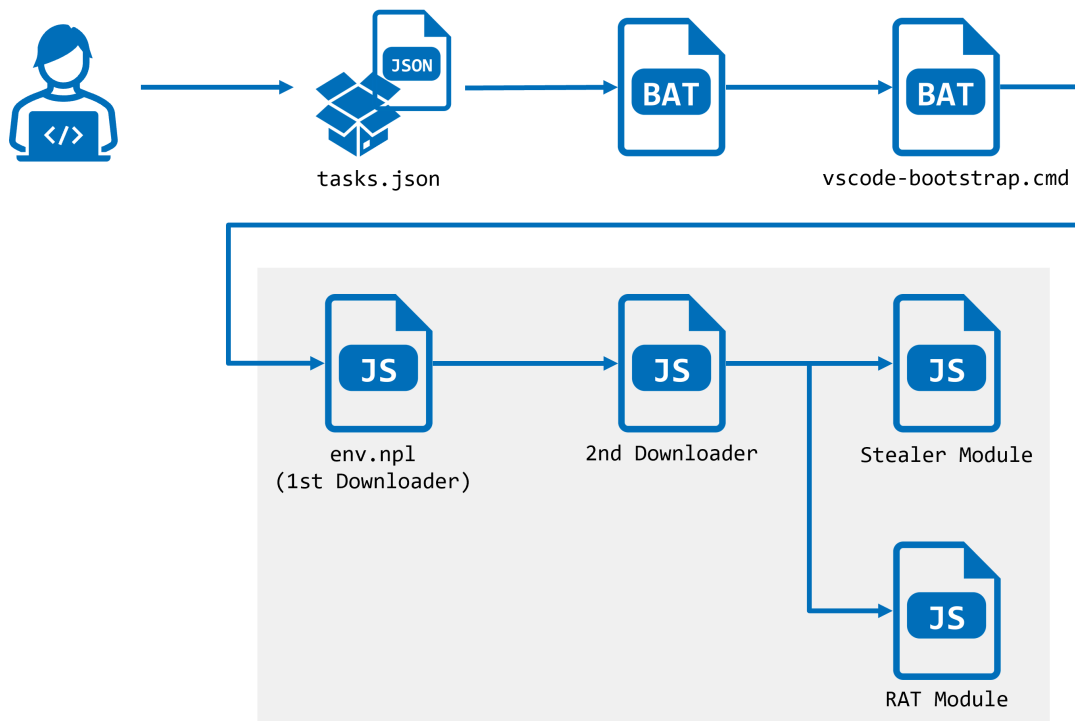 </>
JSON
tasks.json
BAT
BAT
vscode-bootstrap.cmd
JS
env.npl
(1st Downloader)
JS
2nd Downloader
JS
Stealer Module
JS
RAT Module